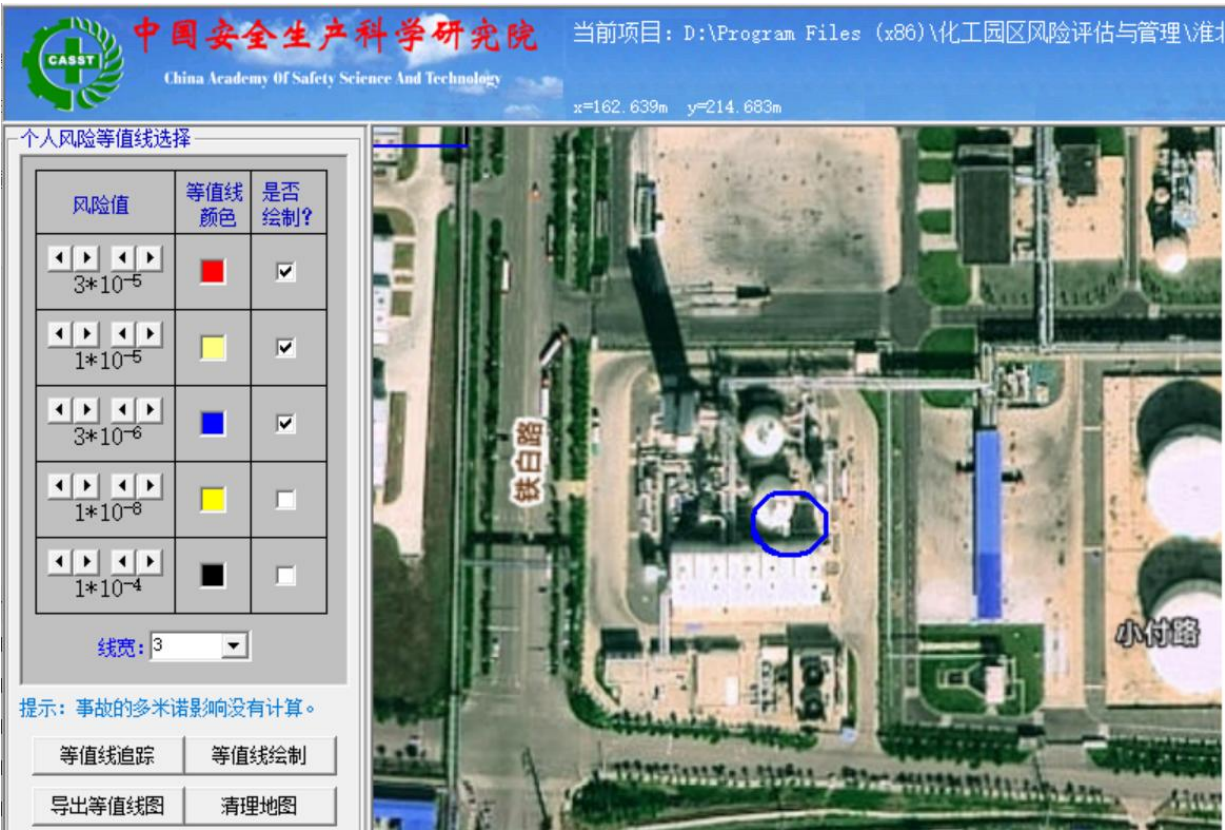 CASST
中国安全生产科学研究院
China Academy Of Safety Science And Technology
当前项目：D:\Program Files (x86)\化工园区风险评估与管理\淮北
x=162.639m y=214.683m
个人风险等值线选择
风险值 等值线颜色 是否绘制?
3*10-5
1*10-5
3*10-6
1*10-8
1*10-4
线宽: 3
提示：事故的多米诺影响没有计算。
等值线追踪 等值线绘制
导出等值线图 清理地图
铁白路
小付路